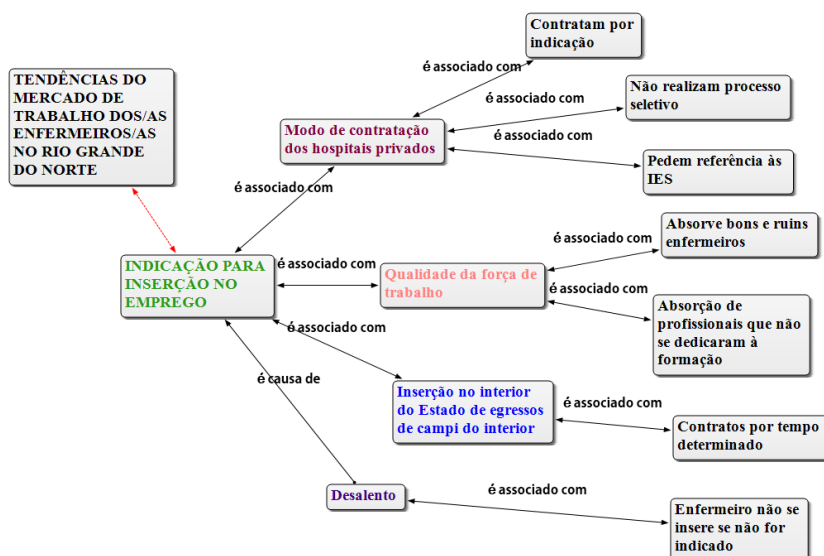 Contratam por
indicação
é associado com
TENDÊNCIAS DO
MERCADO DE
TRABALHO DOS/AS
ENFERMEIROS/AS
NO RIO GRANDE
DO NORTE
Não realizam processo
seletivo
é associado com
Modo de contratação
dos hospitais privados
é associado com
Pedem referência às
IES
é associado com
Absorve bons e ruins
enfermeiros
é associado com
INDICAÇÃO PARA
INSERÇÃO NO
EMPREGO
é associado com
Qualidade da força de
trabalho
é associado com
Absorção de
profissionais que não
se dedicaram à
formação
é associado com
é causa de
Inserção no interior
do Estado de egressos
de campi do interior
é associado com
Contratos por tempo
determinado
Desalento
é associado com
Enfermeiro não se
insere se não for
indicado